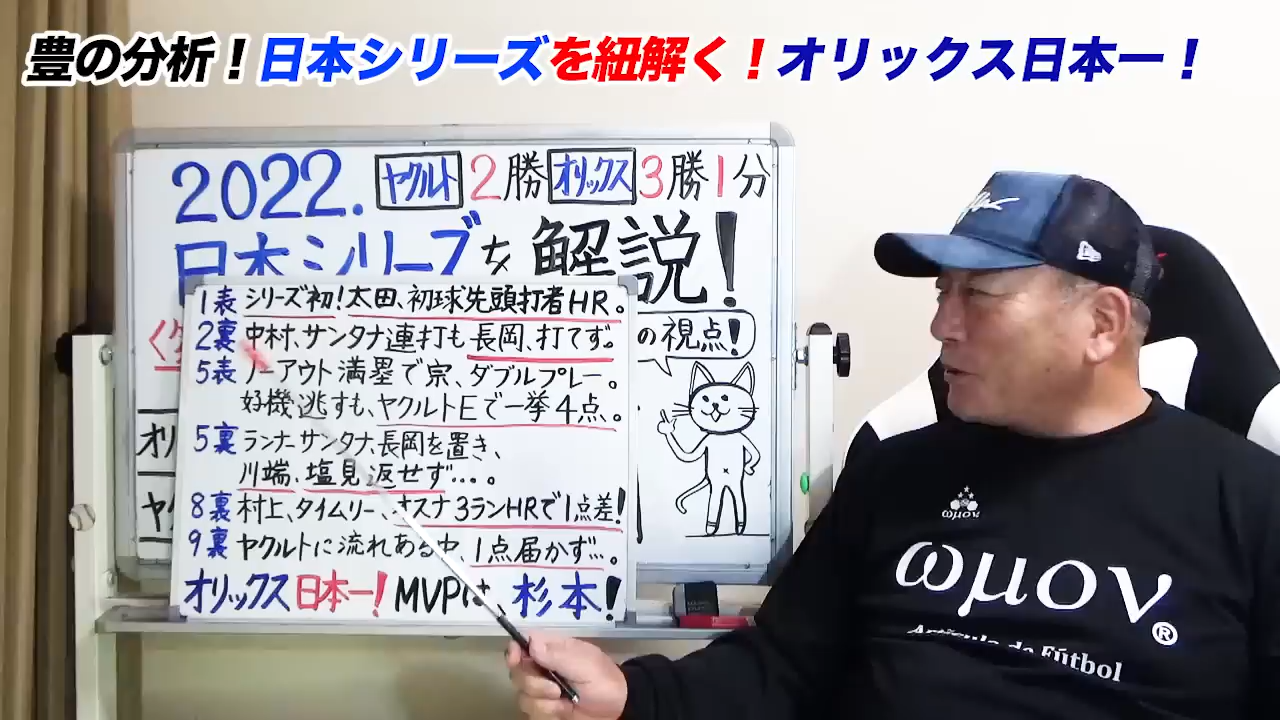 豊の分析！日本シリーズを紐解く！オリックス日本一！
2022. ヤクルト 2勝 オリックス 3勝1分
日本シリーズを解説！
1表 シリーズ初！太田、初球先頭打者HR。
2裏 中村、サンタナ連打も長岡、打てず。
の視点！
5表 ノーアウト満塁で宗、ダブルプレー。
好機逃すも、ヤクルトEで一挙4点。
オリ
5裏 ランナーサンタナ、長岡を置き、
川端、塩見返せず…。
ヤク
8裏 村上、タイムリー、オスナ3ランHRで1点差！
9裏 ヤクルトに流れある中、1点届かず…。
オリックス日本一！MVPは杉本！
ωμον
ωμον®
Fútbol